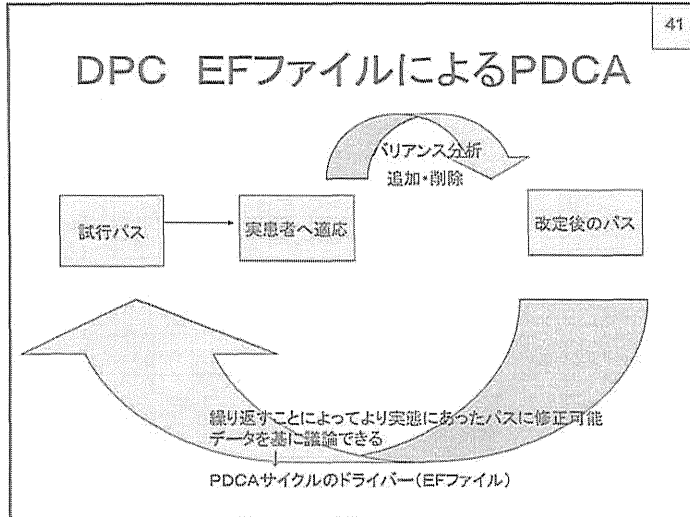 41
DPC EFファイルによるPDCA
バリアンス分析
追加・削除
試行パス
実患者へ適応
改定後のパス
繰り返すことによってより実態にあったパスに修正可能
データを基に議論できる
PDCAサイクルのドライバー(EFファイル)